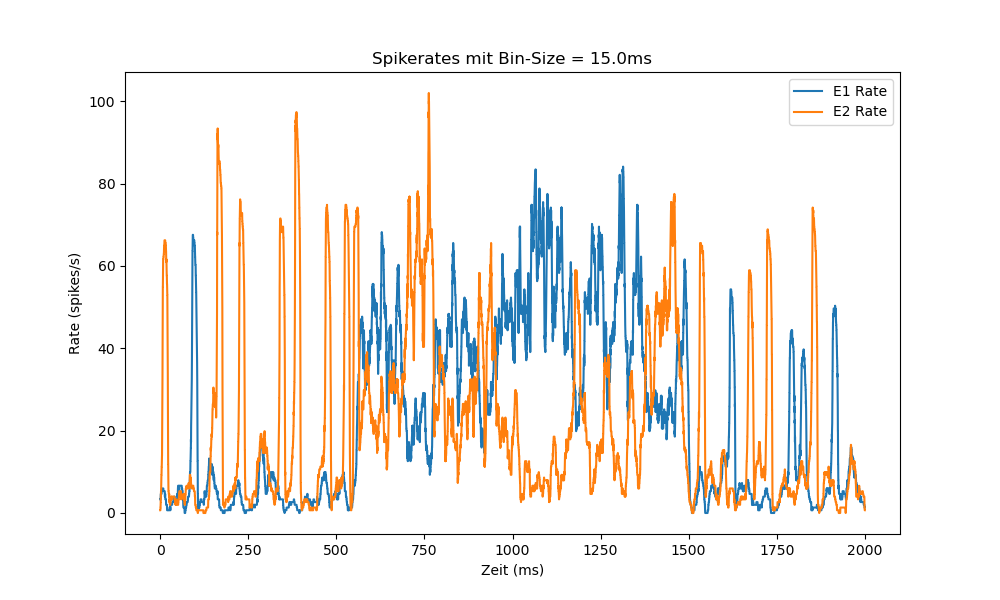 Spikerates mit Bin-Size = 15.0ms
E1 Rate
E2 Rate
Rate (spikes/s)
100
80
60
40
20
0
0 250 500 750 1000 1250 1500 1750 2000
Zeit (ms)